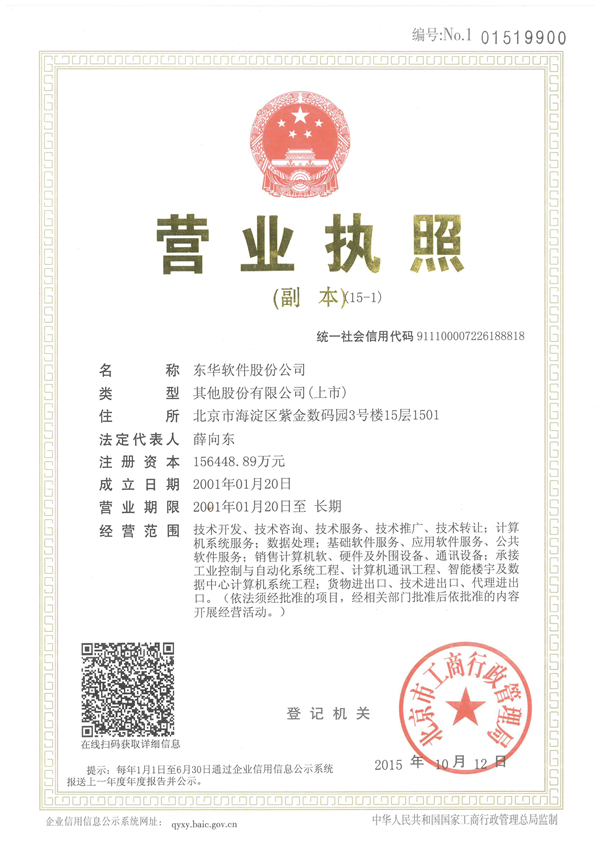 编号:No.1 01519900
营业执照
(副 本)(15-1)
统一社会信用代码 911100007226188818
名 称 东华软件股份公司
类 型 其他股份有限公司(上市)
住 所 北京市海淀区紫金数码园3号楼15层1501
法定代表人 薛向东
注册资本 156448.89万元
成立日期 2001年01月20日
营业期限 2001年01月20日至 长期
经营范围 技术开发、技术咨询、技术服务、技术推广、技术转让；计算
机系统服务；数据处理；基础软件服务、应用软件服务、公共
软件服务；销售计算机软、硬件及外围设备、通讯设备；承接
工业控制与自动化系统工程、计算机通讯工程、智能楼宇及数
据中心计算机系统工程；货物进出口、技术进出口、代理进出
口。（依法须经批准的项目，经相关部门批准后依批准的内容
开展经营活动。）
在线扫码获取详细信息
登记机关
北京市工商行政管理局
2015 年 10 月 12 日
提示：每年1月1日至6月30日通过企业信用信息公示系统
报送上一年度年度报告并公示。
企业信用信息公示系统网址： qyxy.baic.gov.cn
中华人民共和国国家工商行政管理总局监制